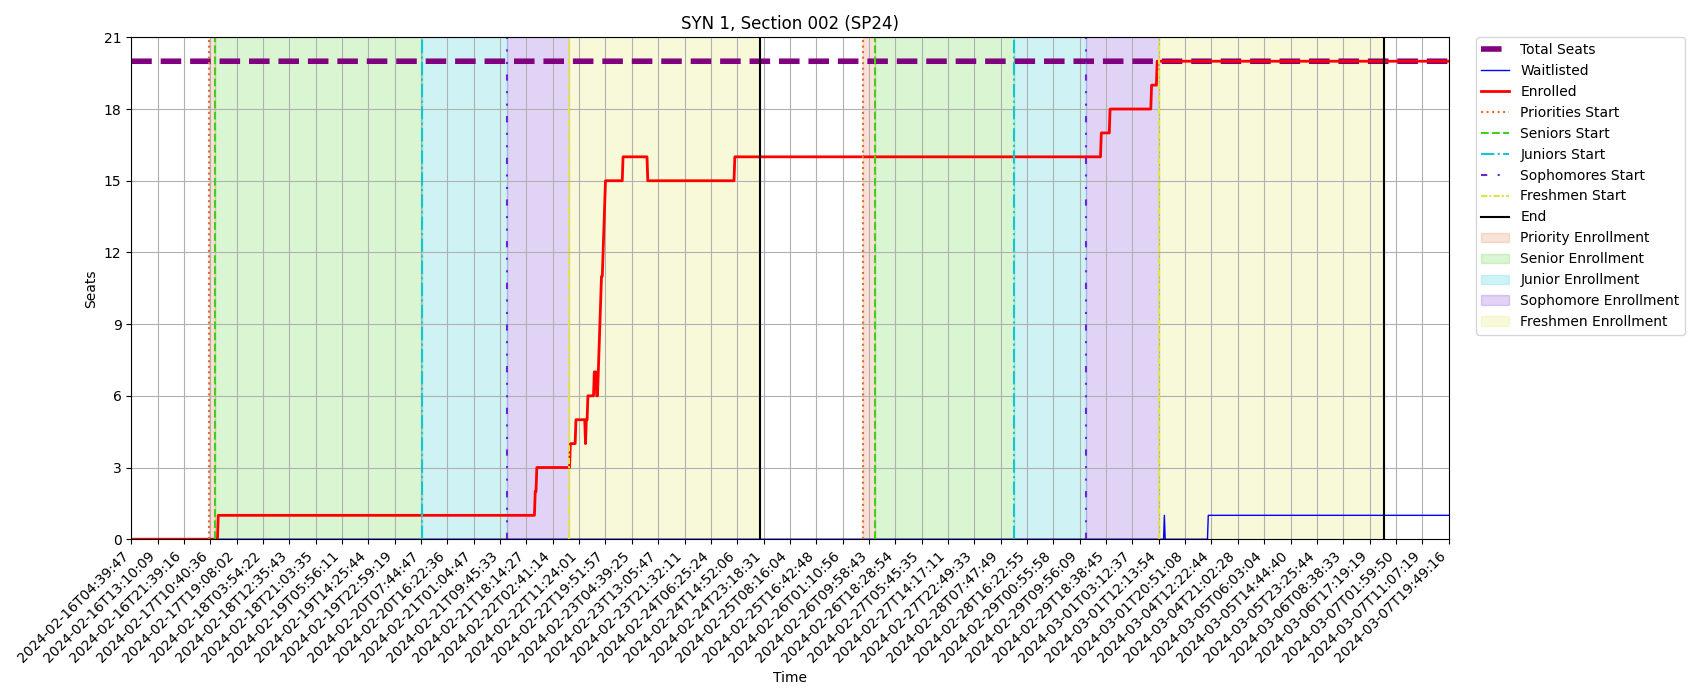 SYN 1, Section 002 (SP24)
21
18
15
12
9
6
3
0
Seats
2024-02-16T04:39:47
2024-02-16T13:10:09
2024-02-16T21:39:16
2024-02-17T10:40:36
2024-02-17T19:08:02
2024-02-18T03:54:22
2024-02-18T12:35:43
2024-02-18T21:03:35
2024-02-19T05:56:11
2024-02-19T14:25:44
2024-02-19T22:59:19
2024-02-20T07:44:47
2024-02-20T16:22:36
2024-02-21T01:04:47
2024-02-21T09:45:33
2024-02-21T18:14:27
2024-02-22T02:41:14
2024-02-22T11:24:01
2024-02-22T19:51:57
2024-02-23T04:39:25
2024-02-23T13:05:47
2024-02-23T21:32:11
2024-02-24T06:25:24
2024-02-24T14:52:06
2024-02-24T23:18:31
2024-02-25T08:16:04
2024-02-25T16:42:48
2024-02-26T01:10:56
2024-02-26T09:58:43
2024-02-26T18:28:54
2024-02-27T05:45:35
2024-02-27T14:17:11
2024-02-27T22:49:33
2024-02-28T07:47:49
2024-02-28T16:22:55
2024-02-29T00:55:58
2024-02-29T09:56:09
2024-02-29T18:38:45
2024-03-01T03:12:37
2024-03-01T12:13:54
2024-03-01T20:51:08
2024-03-04T12:22:44
2024-03-04T21:02:28
2024-03-05T06:03:04
2024-03-05T14:44:40
2024-03-05T23:25:44
2024-03-06T08:38:33
2024-03-06T17:19:19
2024-03-07T01:59:50
2024-03-07T11:07:19
2024-03-07T19:49:16
Time
Total Seats
Waitlisted
Enrolled
Priorities Start
Seniors Start
Juniors Start
Sophomores Start
Freshmen Start
End
Priority Enrollment
Senior Enrollment
Junior Enrollment
Sophomore Enrollment
Freshmen Enrollment